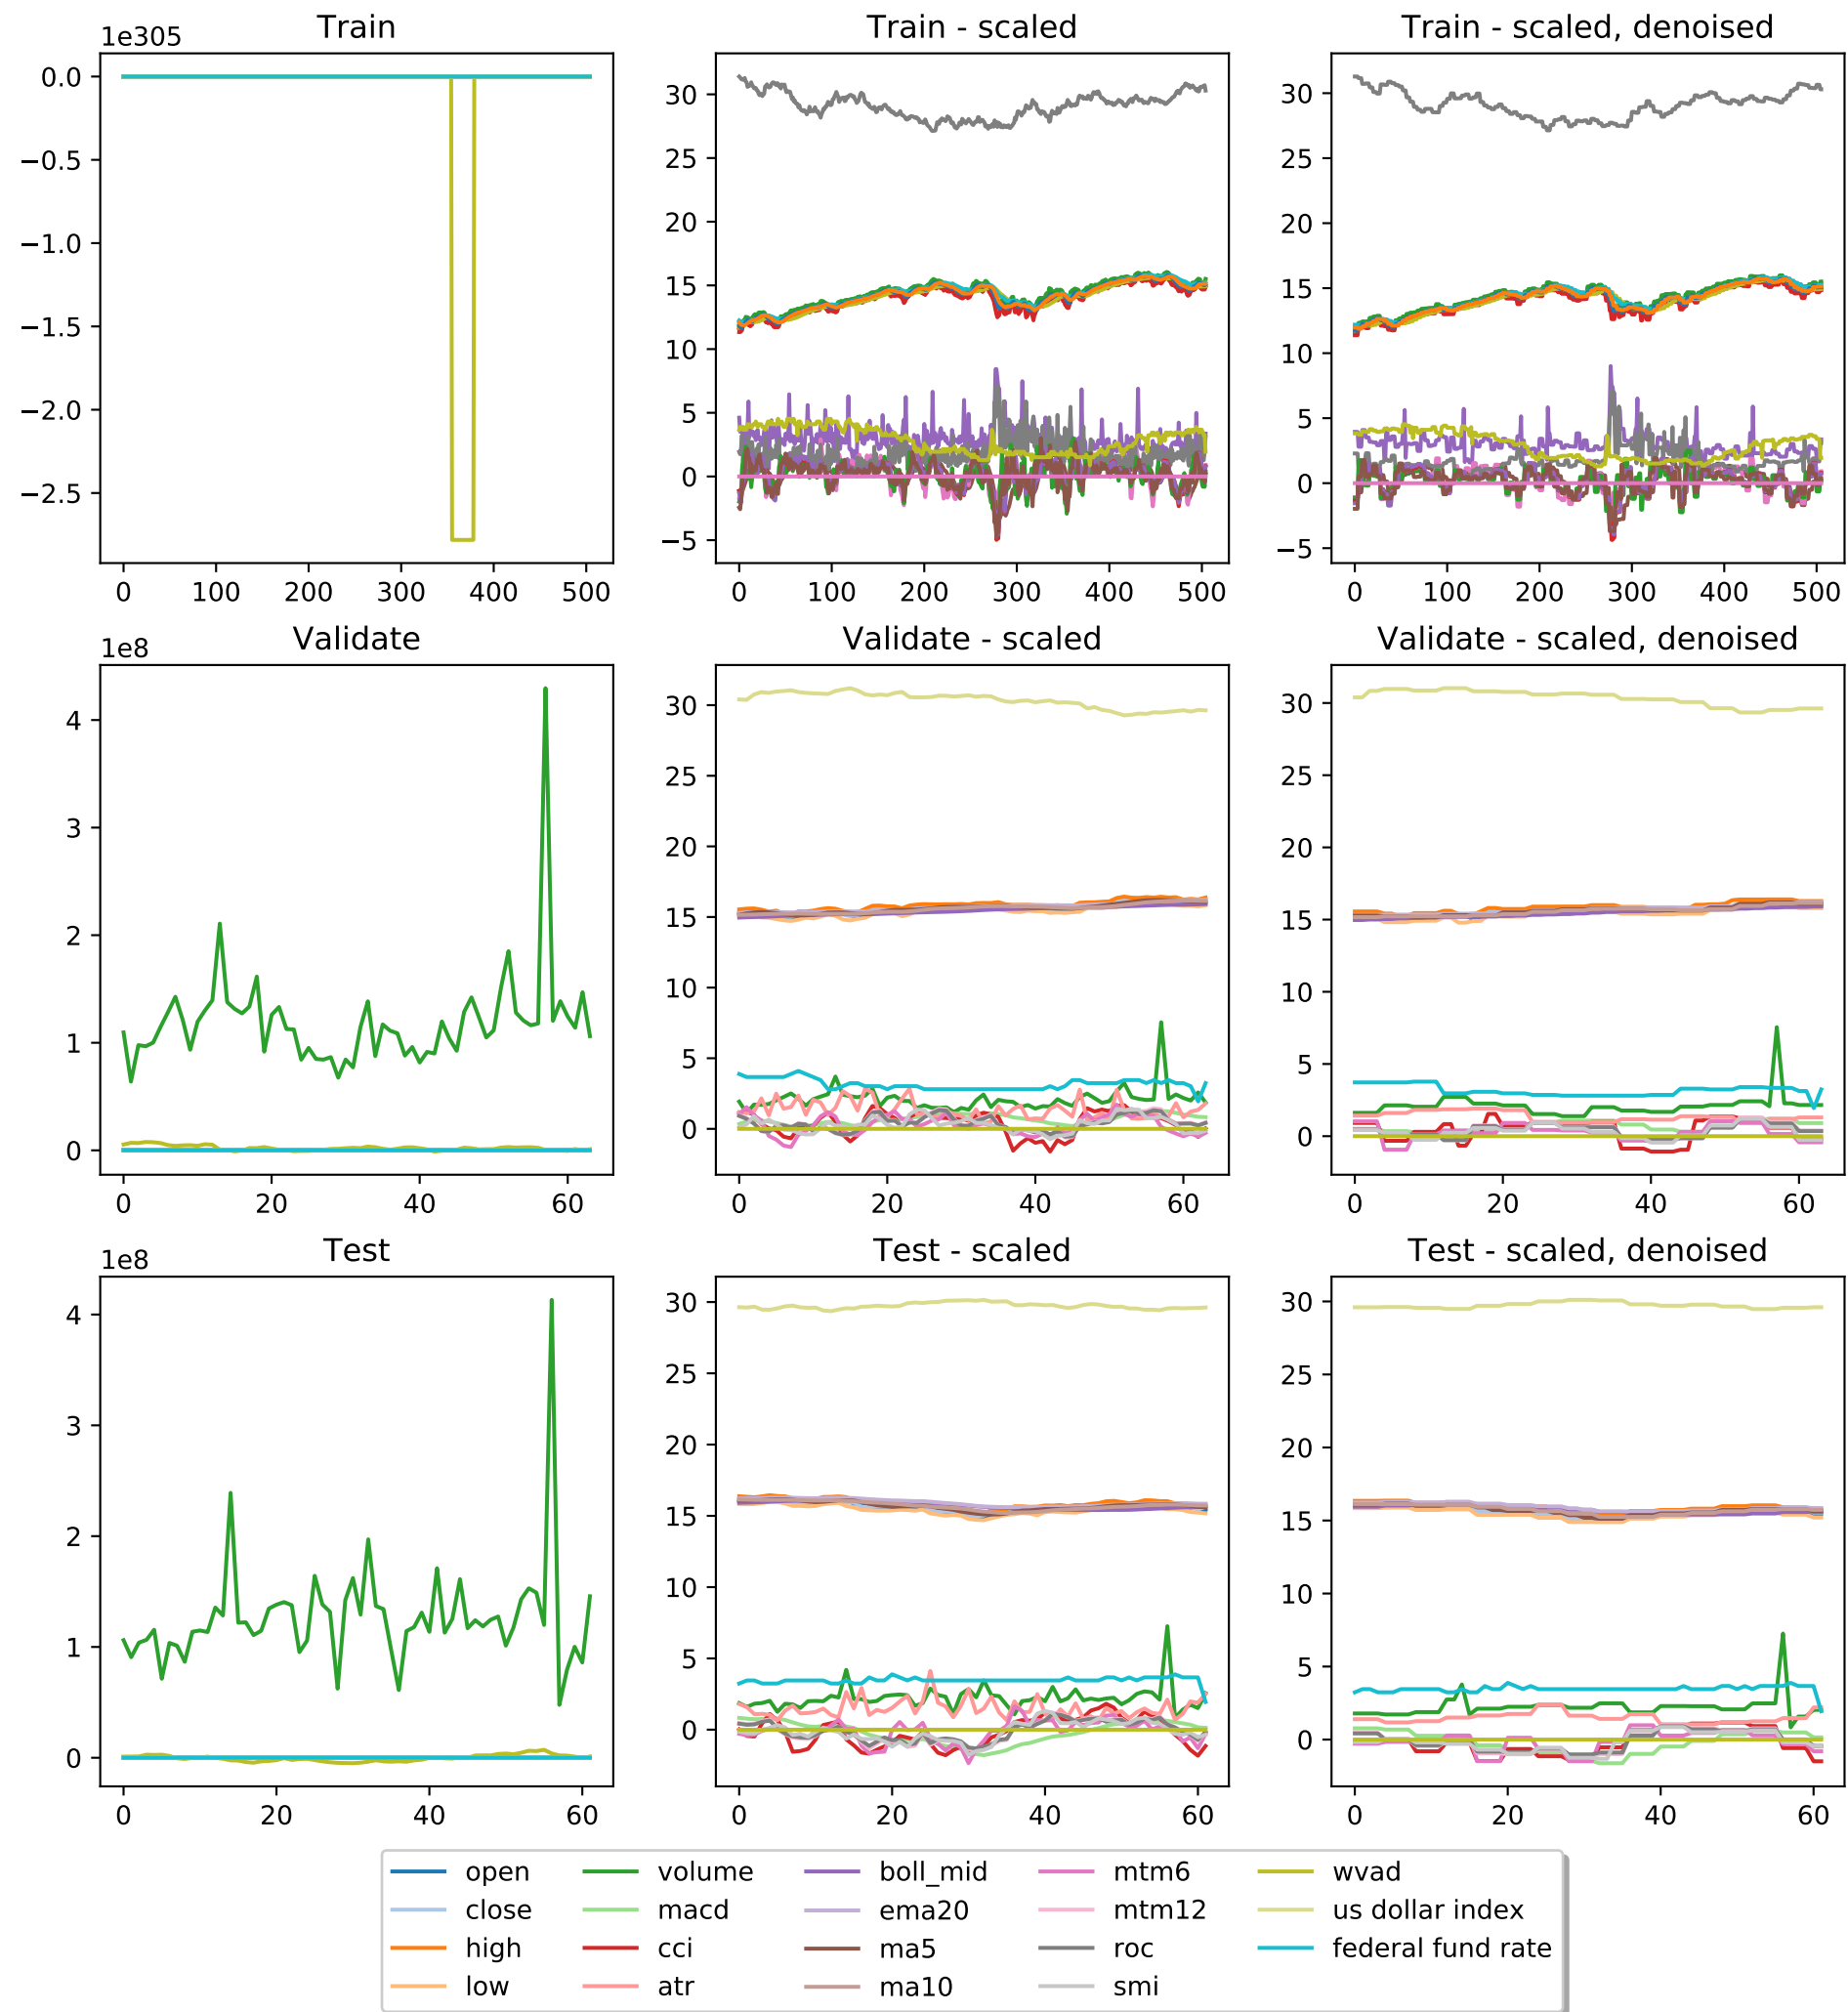 Train
Train - scaled
Train - scaled, denoised
1e305
0.0
−0.5
−1.0
−1.5
−2.0
−2.5
0 100 200 300 400 500
30
25
20
15
10
5
0
−5
0 100 200 300 400 500
30
25
20
15
10
5
0
−5
0 100 200 300 400 500
Validate
Validate - scaled
Validate - scaled, denoised
1e8
4
3
2
1
0
0 20 40 60
30
25
20
15
10
5
0
0 20 40 60
30
25
20
15
10
5
0
0 20 40 60
Test
Test - scaled
Test - scaled, denoised
1e8
4
3
2
1
0
0 20 40 60
30
25
20
15
10
5
0
0 20 40 60
30
25
20
15
10
5
0
0 20 40 60
open
close
high
low
volume
macd
cci
atr
boll_mid
ema20
ma5
ma10
mtm6
mtm12
roc
smi
wvad
us dollar index
federal fund rate